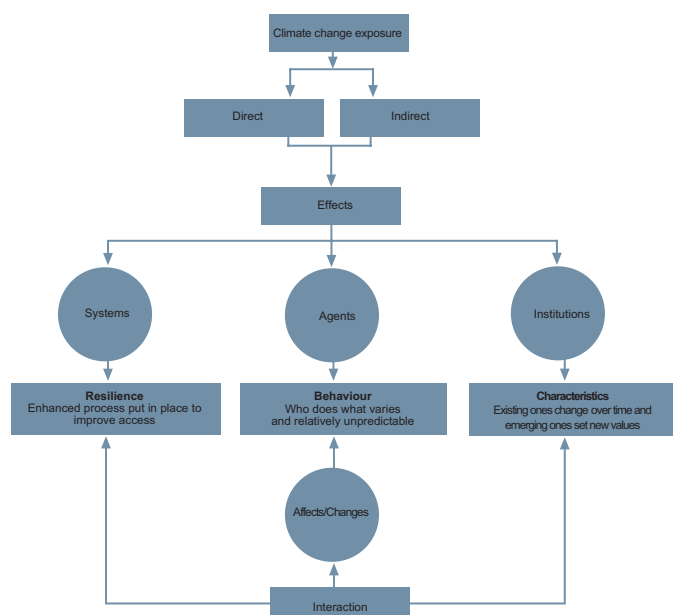 Climate change exposure
Direct
Indirect
Effects
Systems
Agents
Institutions
Resilience
Enhanced process put in place to
improve access
Behaviour
Who does what varies
and relatively unpredictable
Characteristics
Existing ones change over time and
emerging ones set new values
Affects/Changes
Interaction